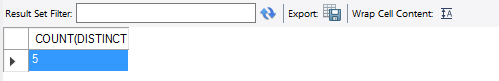 Result Set Filter: Export: Wrap Cell Content:
COUNT(DISTINCT
5